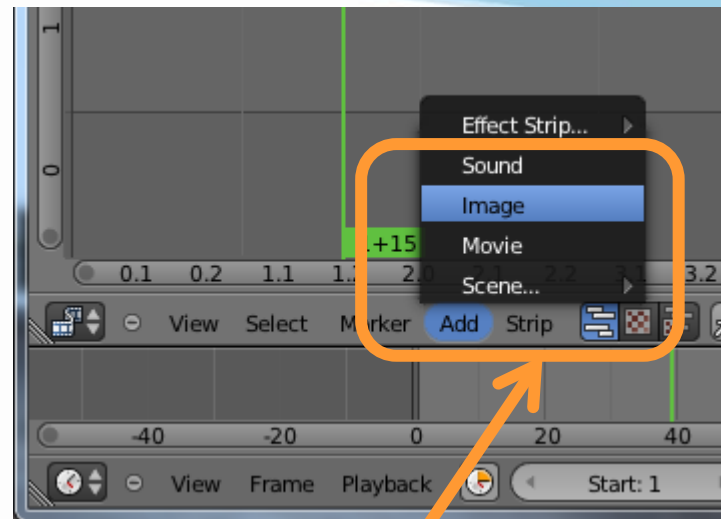 1
Effect Strip...
Sound
0
Image
+15
Movie
0.1 0.2 1.1 2.0 2.1 2.2 3.1 3.2
Scene...
View Select Marker Add Strip
-40 -20 0 20 40
View Frame Playback Start: 1